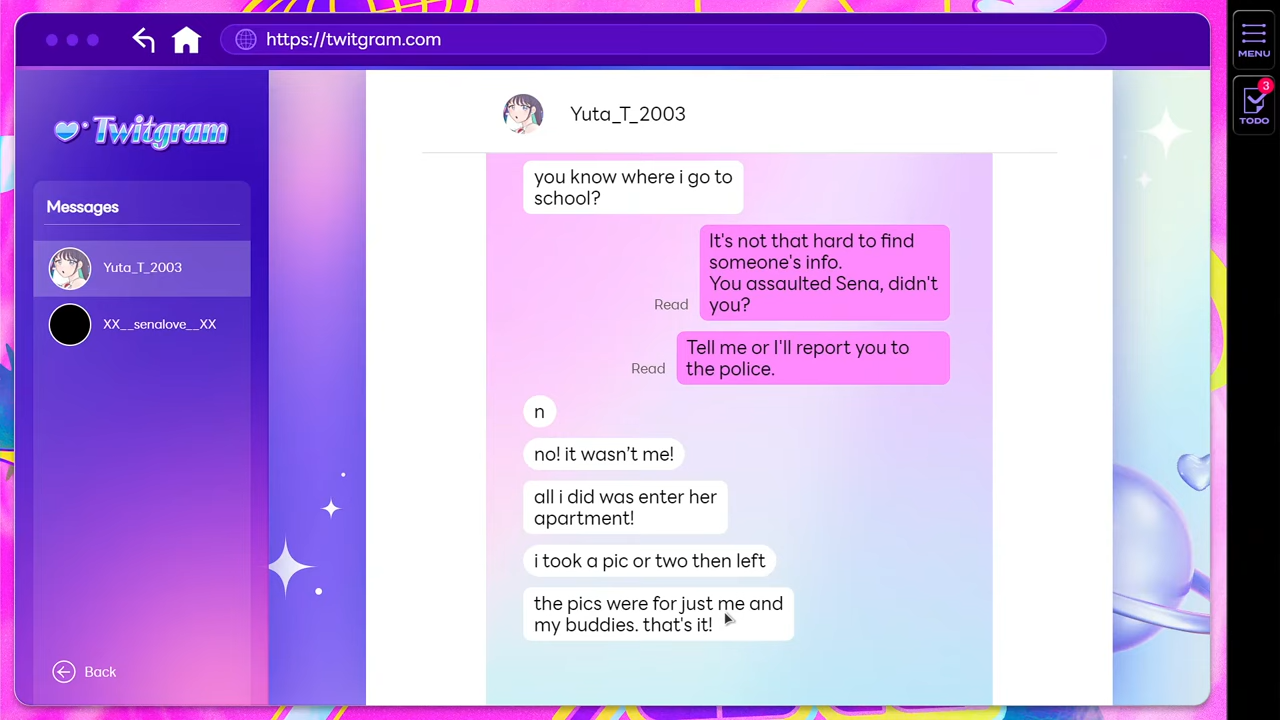 https://twitgram.com
MENU
3
TODO
Twitgram
Messages
Yuta_T_2003
XX__senalove__XX
Back
Yuta_T_2003
you know where i go to
school?
It's not that hard to find
someone's info.
You assaulted Sena, didn't
you?
Read
Tell me or I'll report you to
the police.
Read
n
no! it wasn’t me!
all i did was enter her
apartment!
i took a pic or two then left
the pics were for just me and
my buddies. that's it!